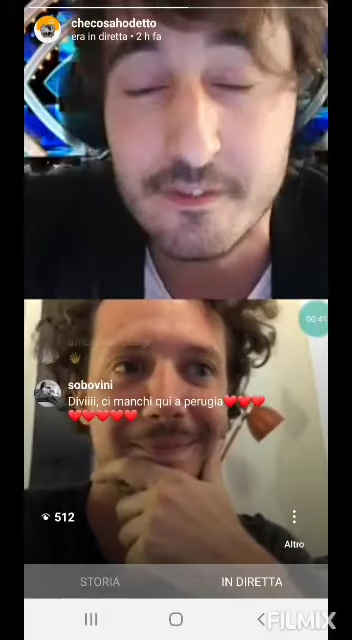 checosahodetto
era in diretta • 2 h fa
00:41
sobovini
Diviiii, ci manchi qui a perugia❤❤❤
❤❤❤❤❤❤
512
Altro
STORIA
IN DIRETTA
FILMIX